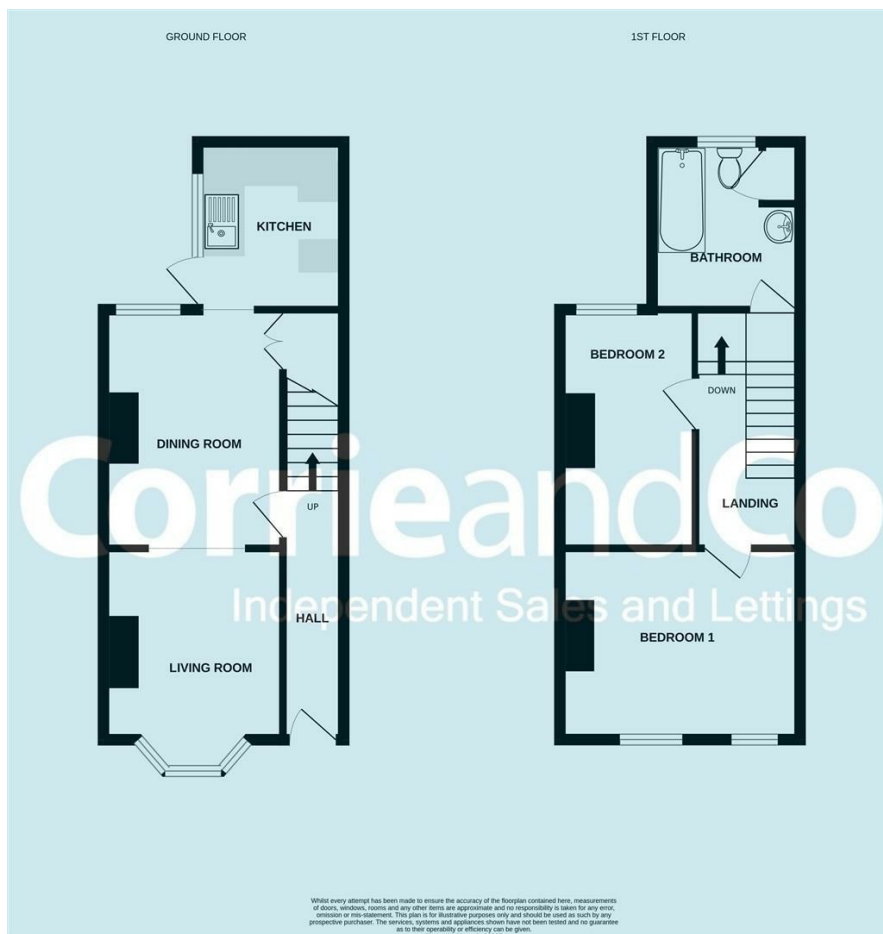 GROUND FLOOR
1ST FLOOR
KITCHEN
BATHROOM
BEDROOM 2
DOWN
DINING ROOM
UP
LANDING
CorrieandCo
Independent Sales and Lettings
HALL
BEDROOM 1
LIVING ROOM
Whilst every attempt has been made to ensure the accuracy of the floorplan contained here, measurements
of doors, windows, rooms and any other items are approximate and no responsibility is taken for any error,
omission or mis-statement. This plan is for illustrative purposes only and should be used as such by any
prospective purchaser. The services, systems and appliances shown have not been tested and no guarantee
as to their operability or efficiency can be given.